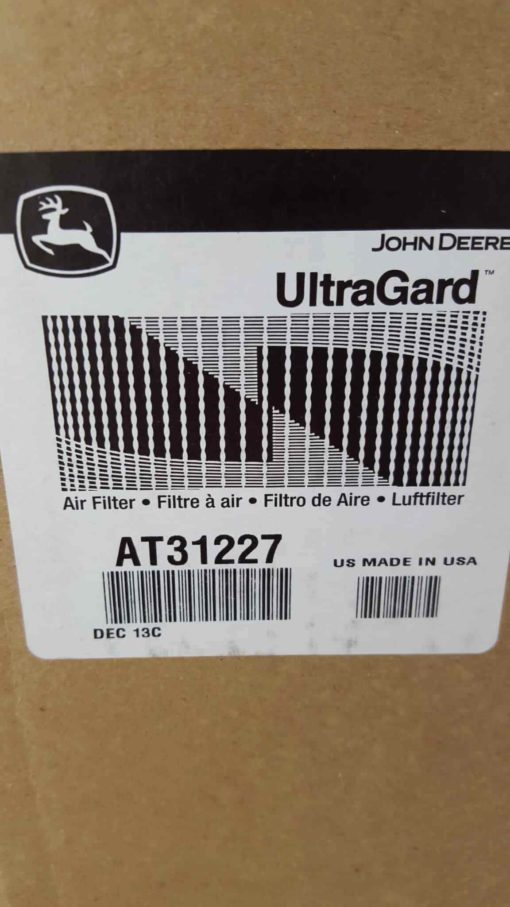 JOHN DEERE
UltraGard™
Air Filter • Filtre à air • Filtro de Aire • Luftfilter
AT31227
US MADE IN USA
DEC 13C